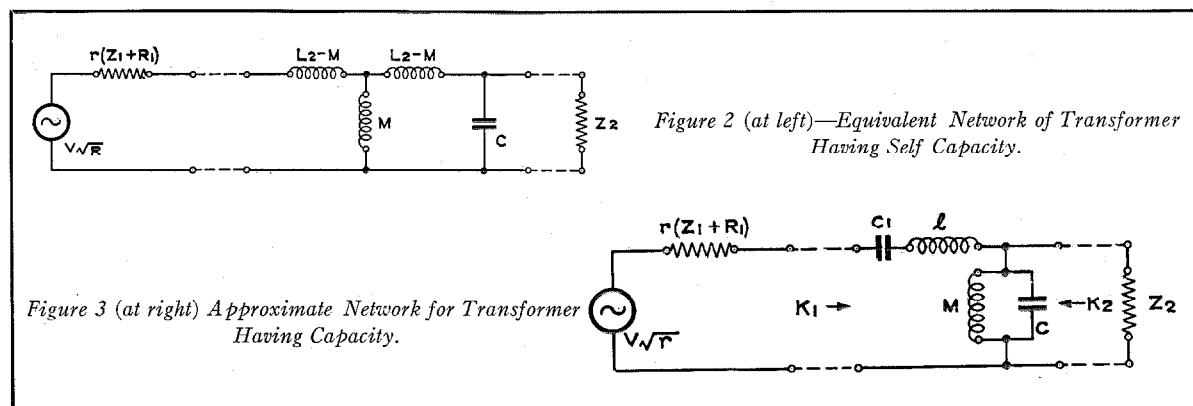 r(Z1+R1)
L2-M
L2-M
M
C
Z2
V√R
Figure 2 (at left)—Equivalent Network of Transformer
Having Self Capacity.
r(Z1+R1)
C1
l
K1
M
C
K2
Z2
V√r
Figure 3 (at right) Approximate Network for Transformer
Having Capacity.